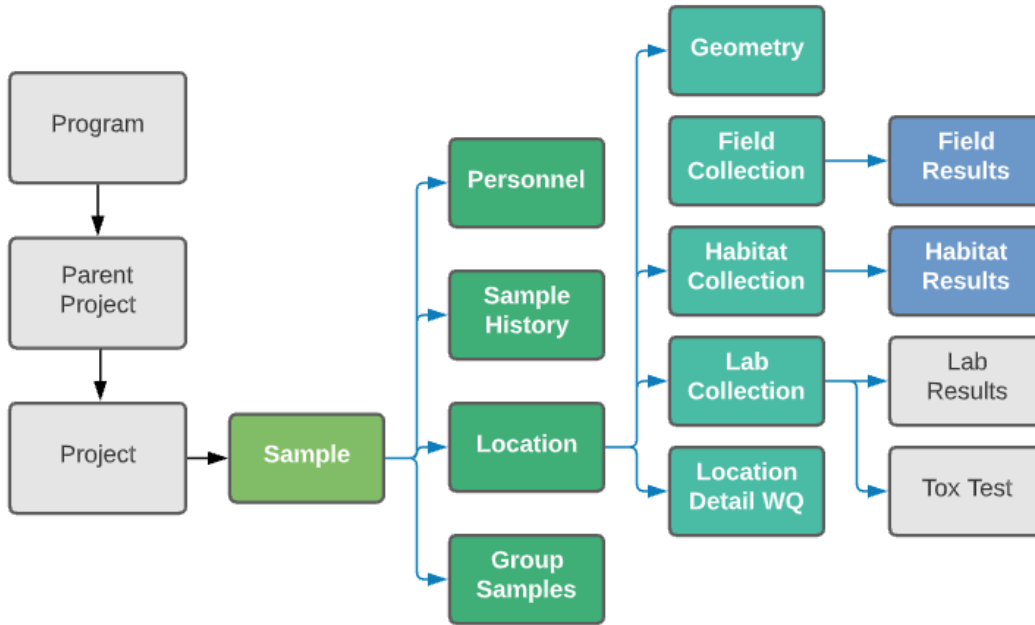 Program
Parent
Project
Project
Sample
Personnel
Sample
History
Location
Group
Samples
Geometry
Field
Collection
Habitat
Collection
Lab
Collection
Location
Detail WQ
Field
Results
Habitat
Results
Lab
Results
Tox Test